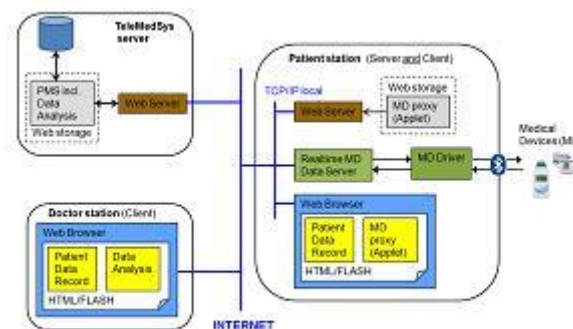 TeleMedSys
server
PMS incl.
Data
Analysis
Web storage
Web Server
Patient station (Server and Client)
TCP/IP local
Web storage
Web Server
MD proxy
(Applet)
Realtime MD
Data Server
MD Driver
Medical
Devices (M
Web Browser
Patient
Data
Record
MD
proxy
(Applet)
HTML/FLASH
Doctor station (Client)
Web Browser
Patient
Data
Record
Data
Analysis
HTML/FLASH
INTERNET